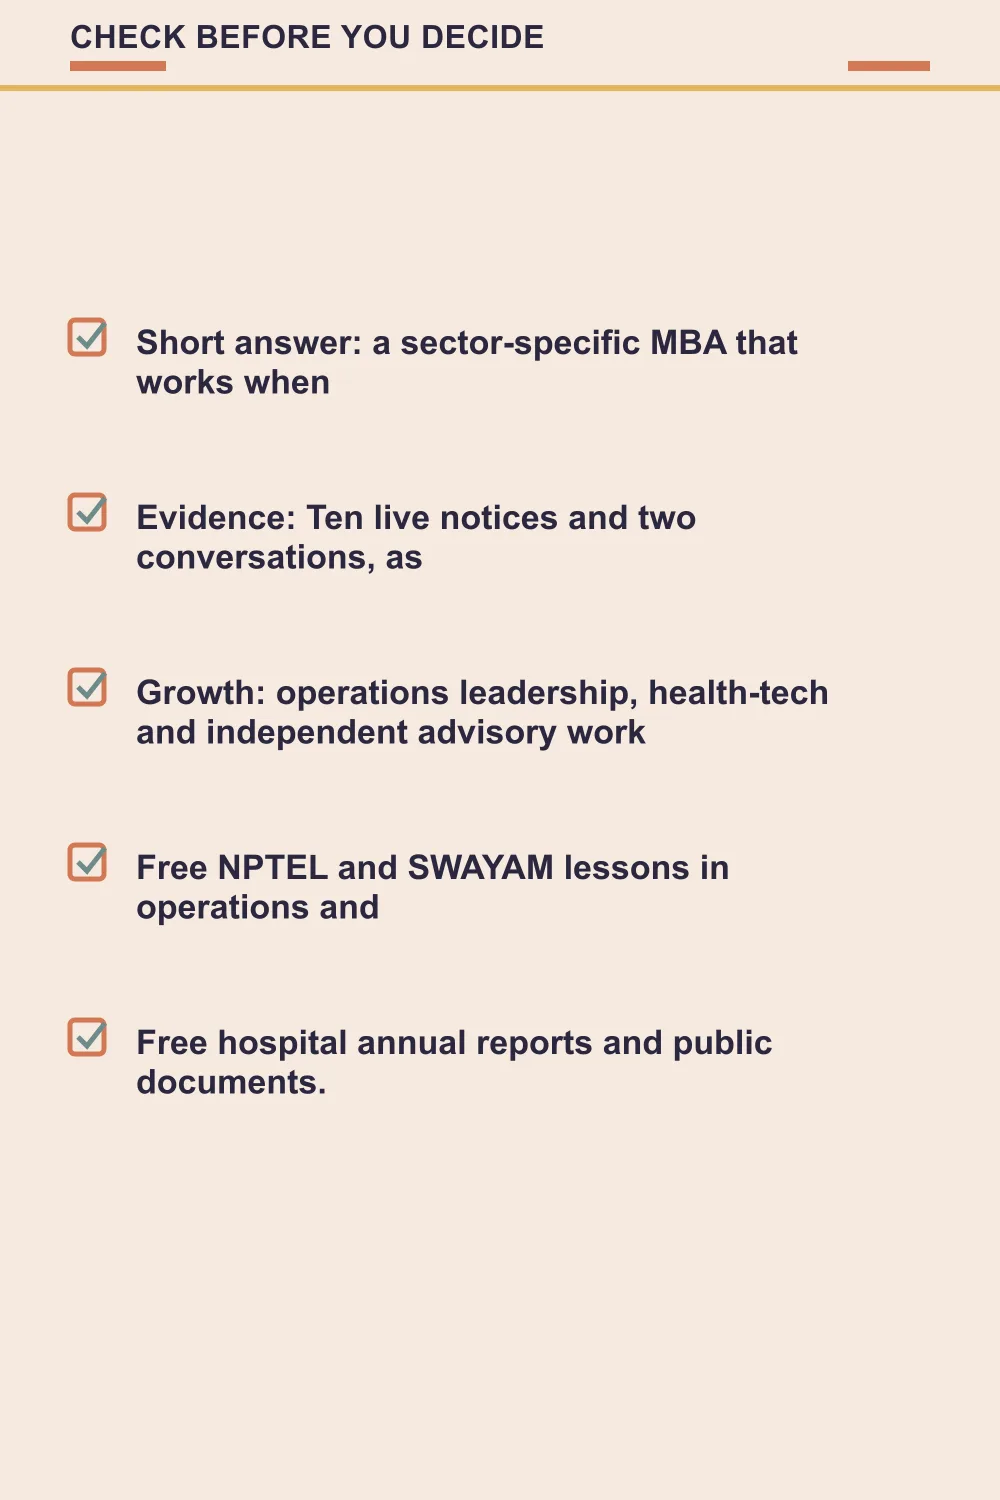 CHECK BEFORE YOU DECIDE
Short answer: a sector-specific MBA that
works when
Evidence: Ten live notices and two
conversations, as
Growth: operations leadership, health-tech
and independent advisory work
Free NPTEL and SWAYAM lessons in
operations and
Free hospital annual reports and public
documents.